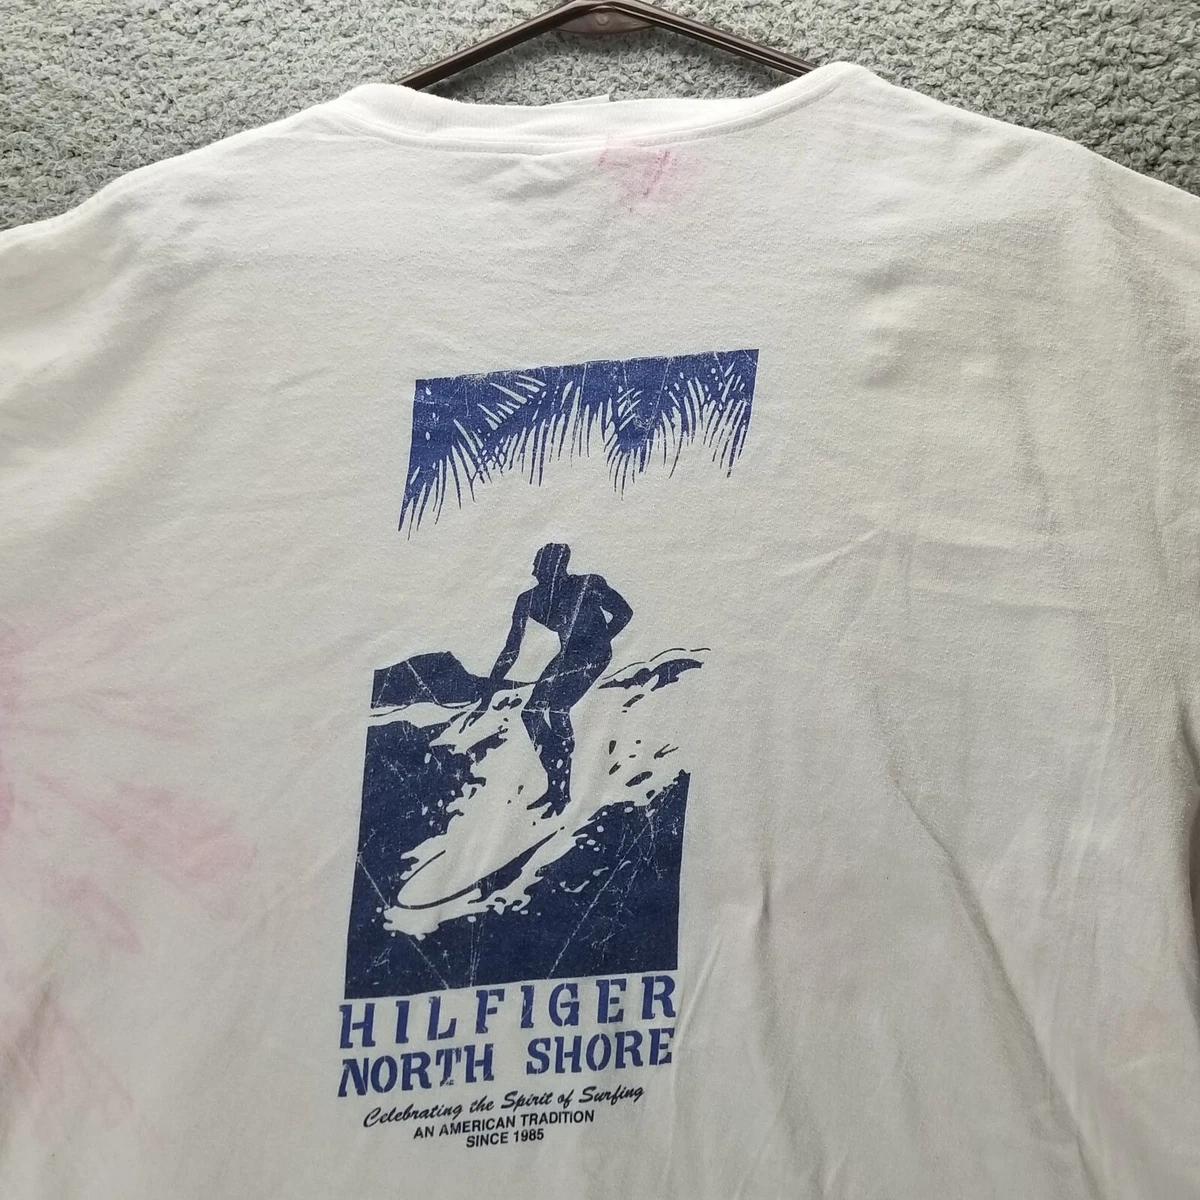 HILFIGER
NORTH SHORE
Celebrating the Spirit of Surfing
AN AMERICAN TRADITION
SINCE 1985